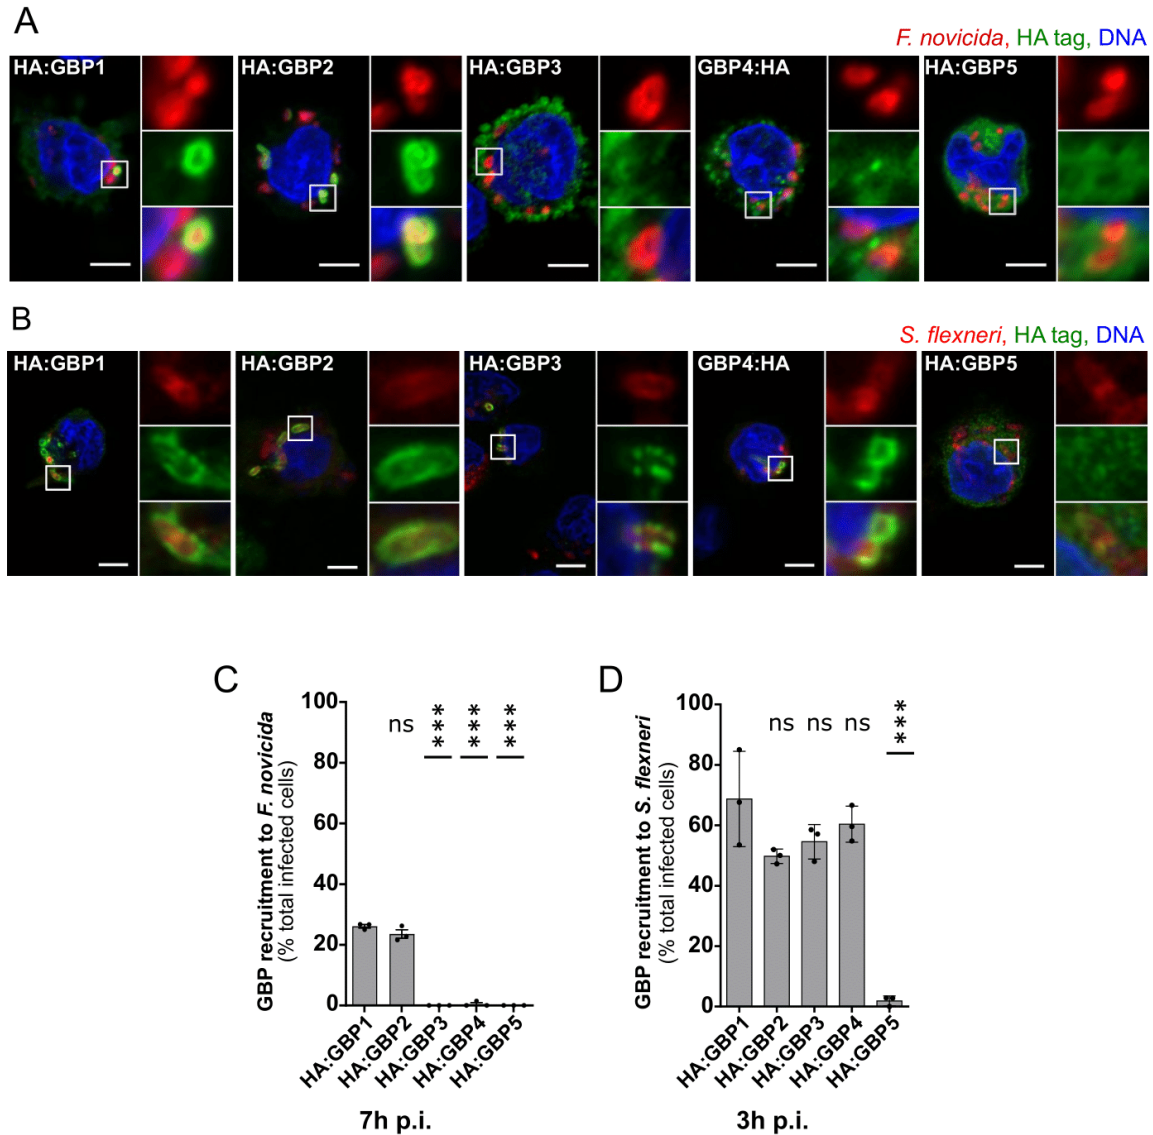 A
F. novicida, HA tag, DNA
HA:GBP1 HA:GBP2 HA:GBP3 GBP4:HA HA:GBP5
B
S. flexneri, HA tag, DNA
HA:GBP1 HA:GBP2 HA:GBP3 GBP4:HA HA:GBP5
C
GBP recruitment to F. novicida
(% total infected cells)
100
80
60
40
20
0
ns *** *** ***
HA:GBP1 HA:GBP2 HA:GBP3 HA:GBP4 HA:GBP5
7h p.i.
D
GBP recruitment to S. flexneri
(% total infected cells)
100
80
60
40
20
0
ns ns ns ***
HA:GBP1 HA:GBP2 HA:GBP3 HA:GBP4 HA:GBP5
3h p.i.